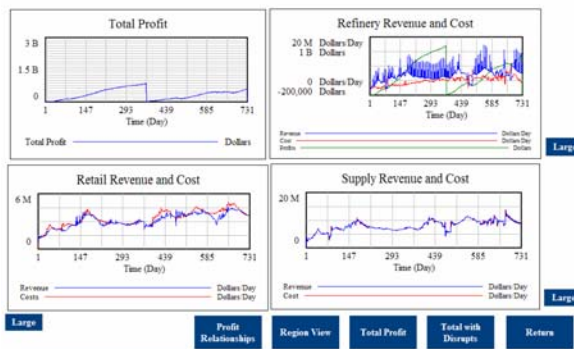 Total Profit
3 B
1.5 B
0
1 147 293 439 585 731
Time (Day)
Total Profit Dollars
Refinery Revenue and Cost
20 M Dollars/Day
1 B Dollars
0 Dollars/Day
-200,000 Dollars
1 147 293 439 585 731
Time (Day)
Revenue Dollars/Day
Cost Dollars/Day
Profits Dollars
Large
Retail Revenue and Cost
6 M
0
1 147 293 439 585 731
Time (Day)
Revenue Dollars/Day
Costs Dollars/Day
Large
Supply Revenue and Cost
20 M
0
1 147 293 439 585 731
Time (Day)
Revenue Dollars/Day
Cost Dollars/Day
Large
Profit
Relationships
Region View
Total Profit
Total with
Disrupts
Return